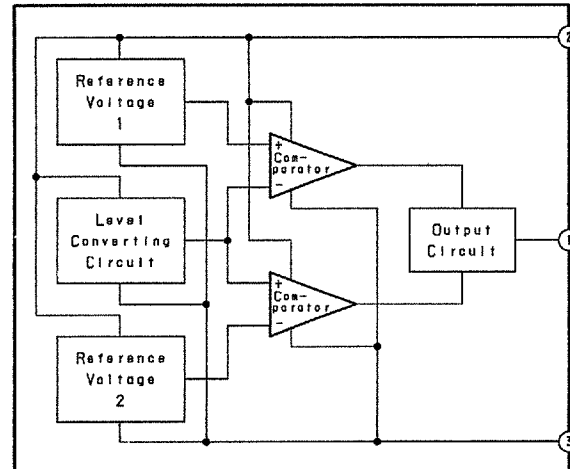 2
Reference
Voltage
1
+
Com-
parator
-
Level
Converting
Circuit
Output
Circuit
1
+
Com-
parator
-
Reference
Voltage
2
3